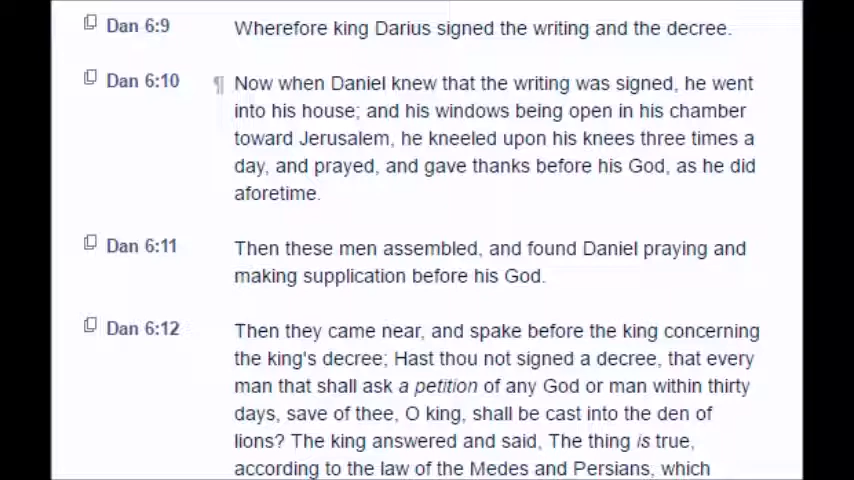 Dan 6:9 Wherefore king Darius signed the writing and the decree.
Dan 6:10 ¶ Now when Daniel knew that the writing was signed, he went
into his house; and his windows being open in his chamber
toward Jerusalem, he kneeled upon his knees three times a
day, and prayed, and gave thanks before his God, as he did
aforetime.
Dan 6:11 Then these men assembled, and found Daniel praying and
making supplication before his God.
Dan 6:12 Then they came near, and spake before the king concerning
the king's decree; Hast thou not signed a decree, that every
man that shall ask a petition of any God or man within thirty
days, save of thee, O king, shall be cast into the den of
lions? The king answered and said, The thing is true,
according to the law of the Medes and Persians, which